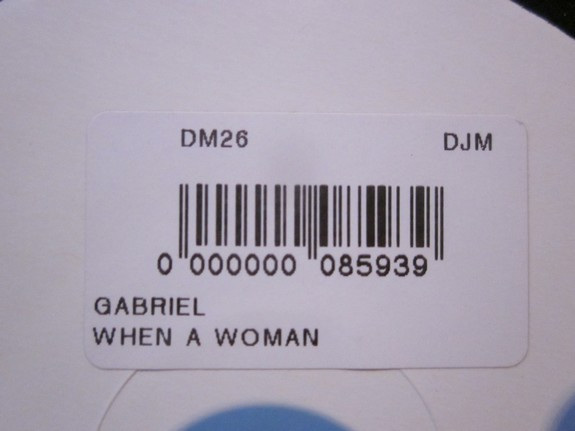 DM26 DJM
0 000000 085939
GABRIEL
WHEN A WOMAN